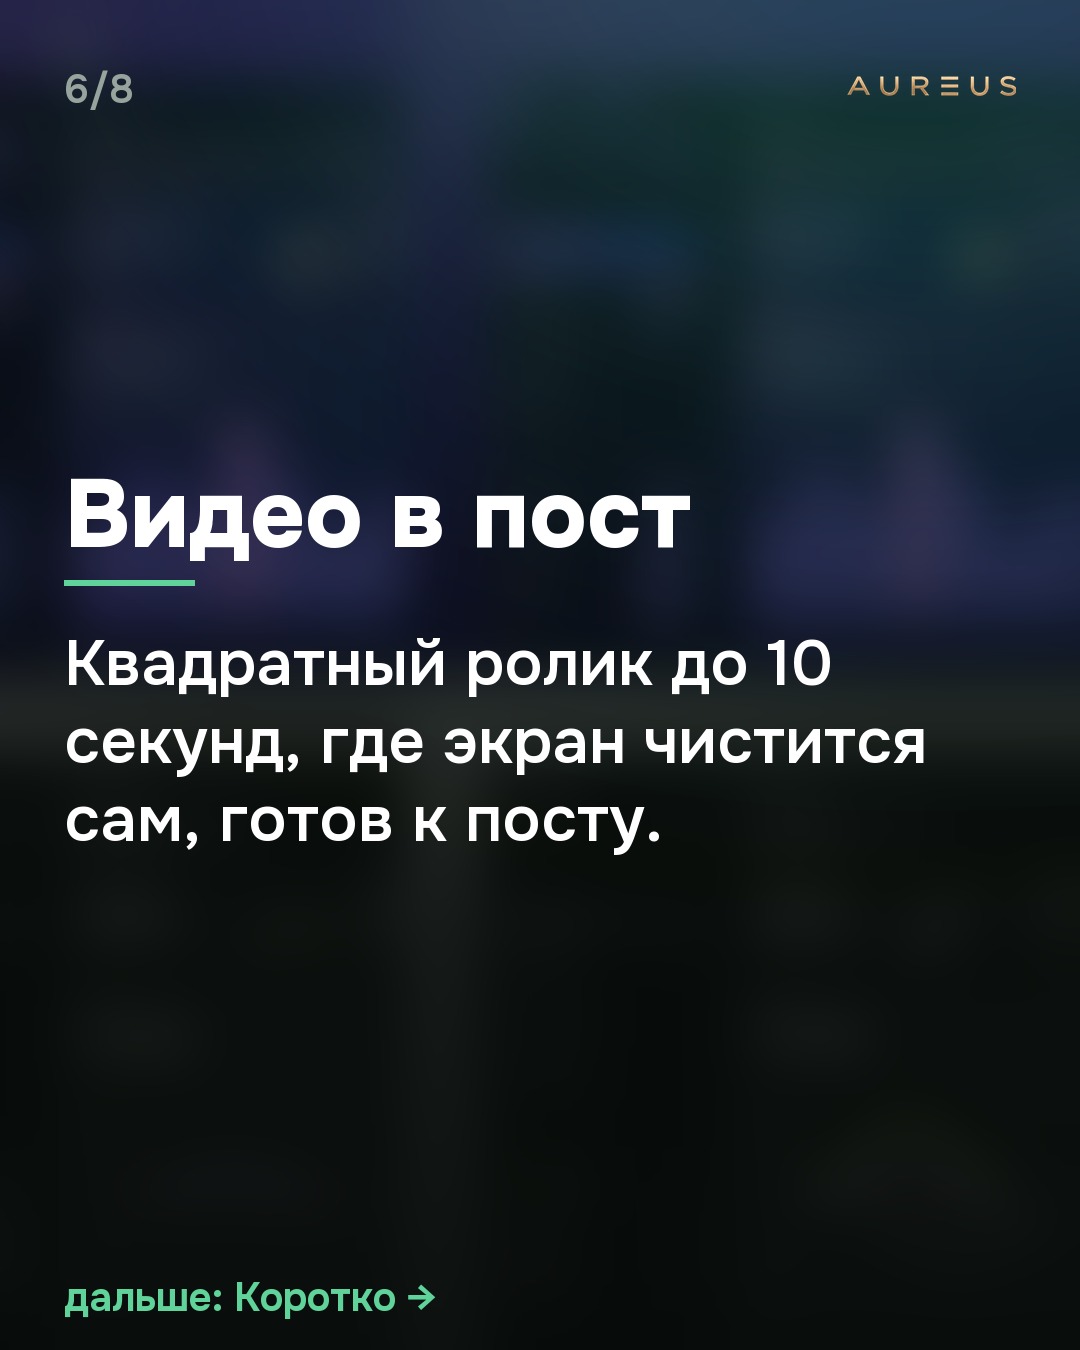 6/8
AUREUS
Видео в пост
Квадратный ролик до 10
секунд, где экран чистится
сам, готов к посту.
дальше: Коротко →